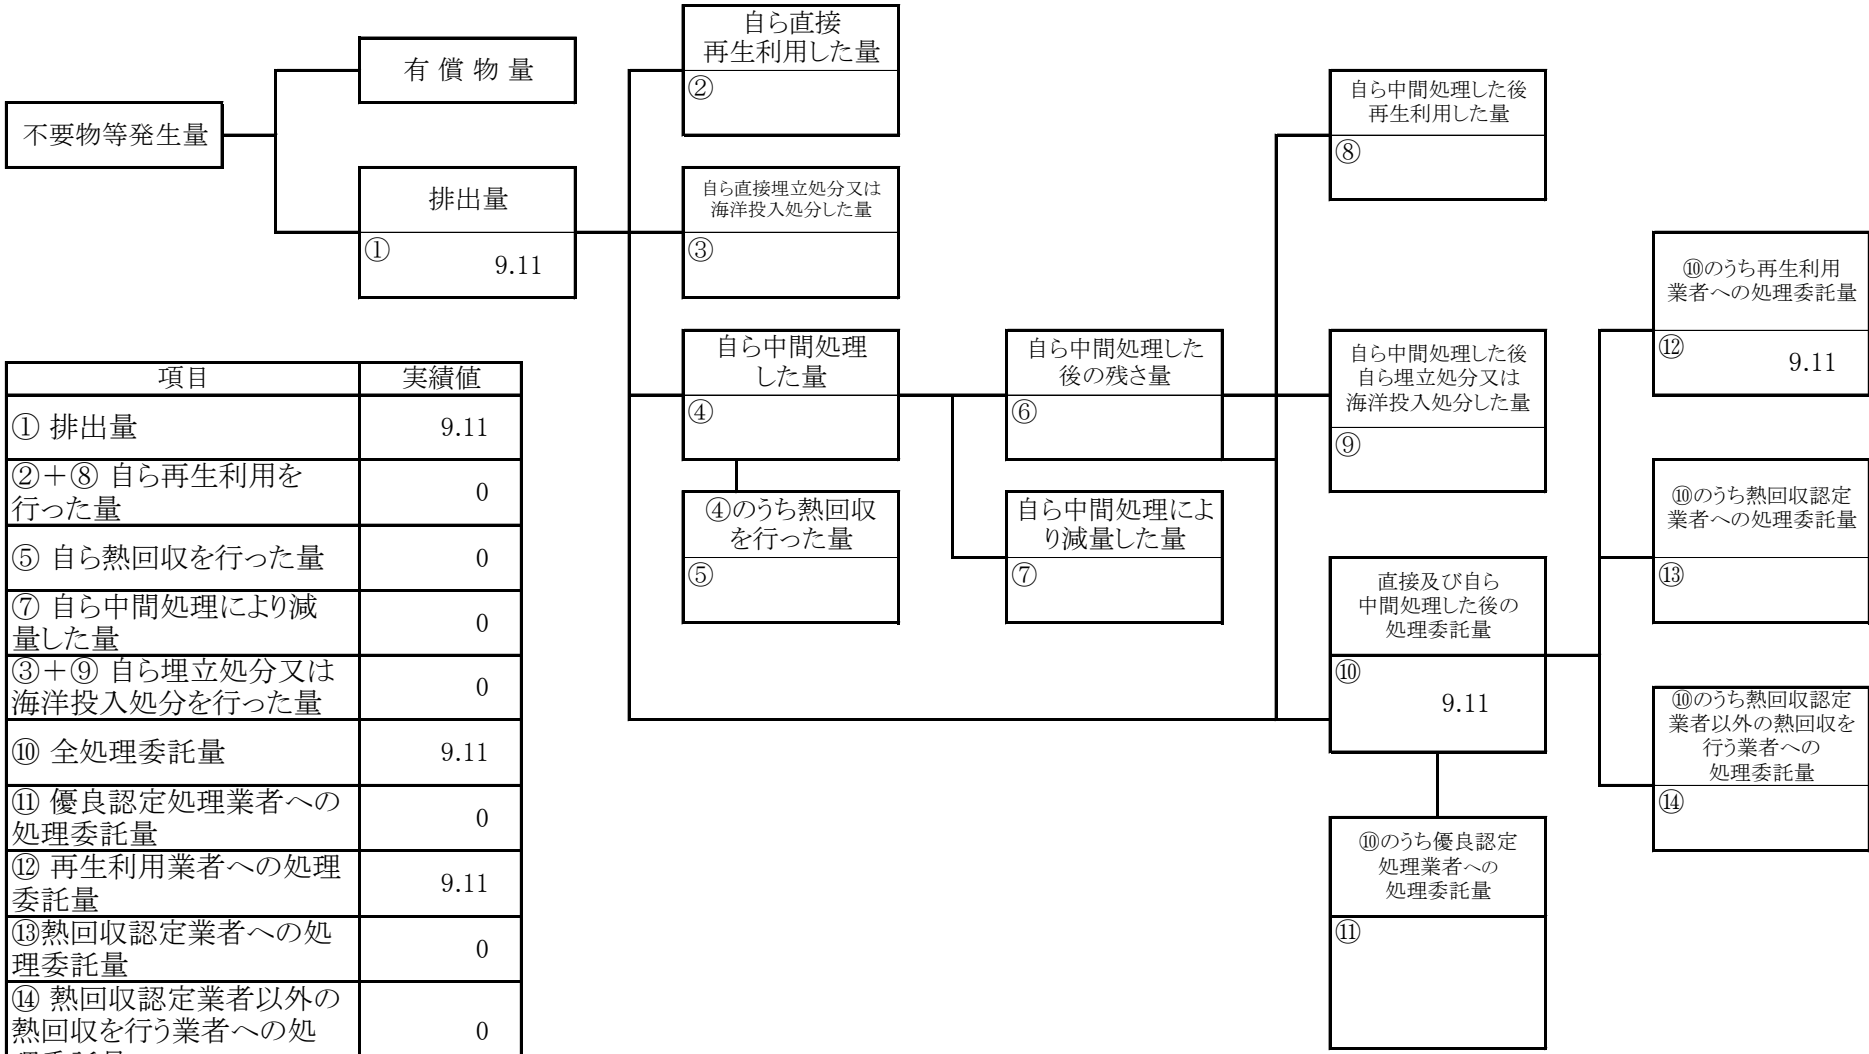 自ら直接
再生利用した量
②
有 償 物 量
不要物等発生量
排出量
①
9.11
自ら直接埋立処分又は
海洋投入処分した量
③
自ら中間処理した後
再生利用した量
⑧
自ら中間処理
した量
④
自ら中間処理した
後の残さ量
⑥
自ら中間処理した後
自ら埋立処分又は
海洋投入処分した量
⑨
⑩のうち再生利用
業者への処理委託量
⑫
9.11
④のうち熱回収
を行った量
⑤
自ら中間処理によ
り減量した量
⑦
⑩のうち熱回収認定
業者への処理委託量
⑬
直接及び自ら
中間処理した後の
処理委託量
⑩
9.11
⑩のうち熱回収認定
業者以外の熱回収を
行う業者への
処理委託量
⑭
⑩のうち優良認定
処理業者への
処理委託量
⑪
項目 実績値
① 排出量 9.11
②＋⑧ 自ら再生利用を
行った量 0
⑤ 自ら熱回収を行った量 0
⑦ 自ら中間処理により減
量した量 0
③＋⑨ 自ら埋立処分又は
海洋投入処分を行った量 0
⑩ 全処理委託量 9.11
⑪ 優良認定処理業者への
処理委託量 0
⑫ 再生利用業者への処理
委託量 9.11
⑬熱回収認定業者への処
理委託量 0
⑭ 熱回収認定業者以外の
熱回収を行う業者への処 0